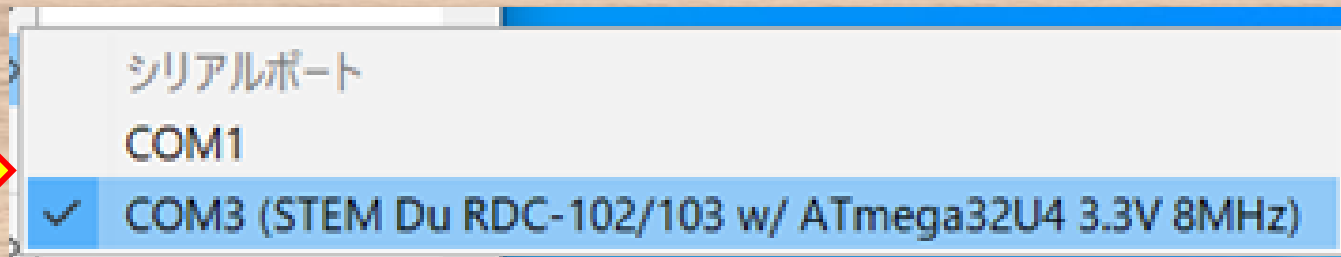 シリアルポート
COM1
COM3 (STEM Du RDC-102/103 w/ ATmega32U4 3.3V 8MHz)